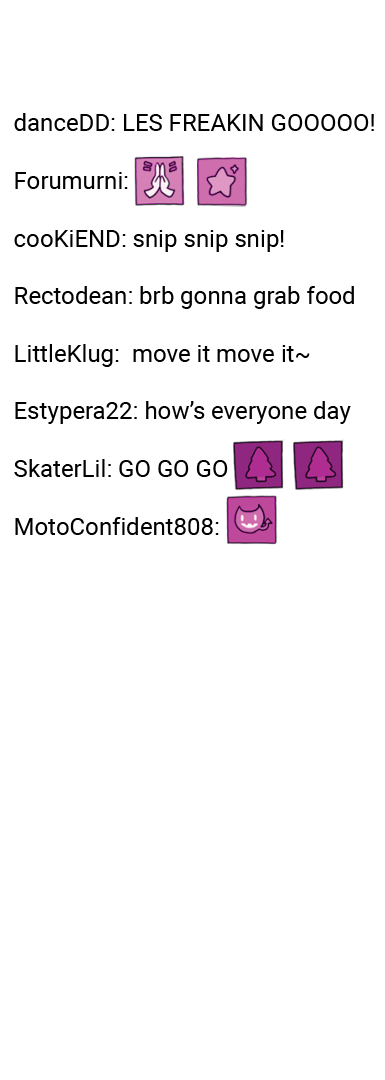 danceDD: LES FREAKIN GOOOOO!
Forumurni:
cooKiEND: snip snip snip!
Rectodean: brb gonna grab food
LittleKlug:  move it move it~
Estypera22: how’s everyone day
SkaterLil: GO GO GO
MotoConfident808: